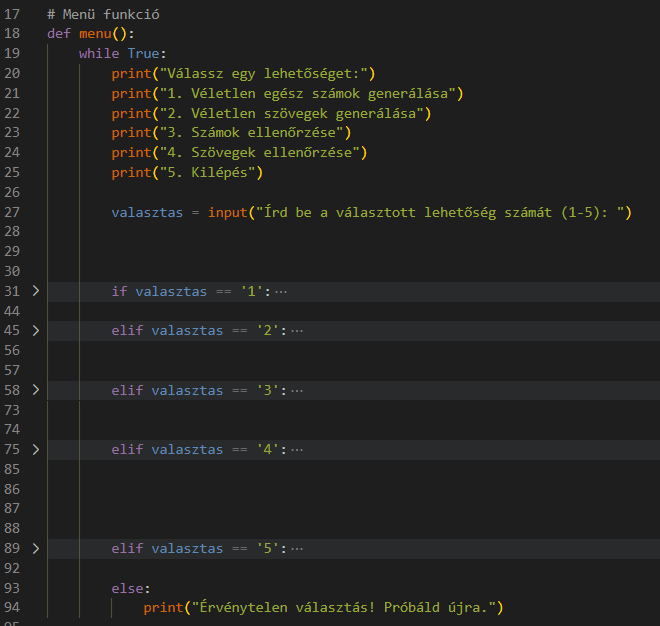 17 # Menü funkció
18 def menu():
19 while True:
20 print("Válassz egy lehetőséget:")
21 print("1. Véletlen egész számok generálása")
22 print("2. Véletlen szövegek generálása")
23 print("3. Számok ellenőrzése")
24 print("4. Szövegek ellenőrzése")
25 print("5. Kilépés")
26
27 valasztas = input("Írd be a választott lehetőség számát (1-5): ")
28
29
30
31 if valasztas == '1':···
44
45 elif valasztas == '2':···
56
57
58 elif valasztas == '3':···
73
74
75 elif valasztas == '4':···
85
86
87
88
89 elif valasztas == '5':···
92
93 else:
94 print("Érvénytelen választás! Próbáld újra.")